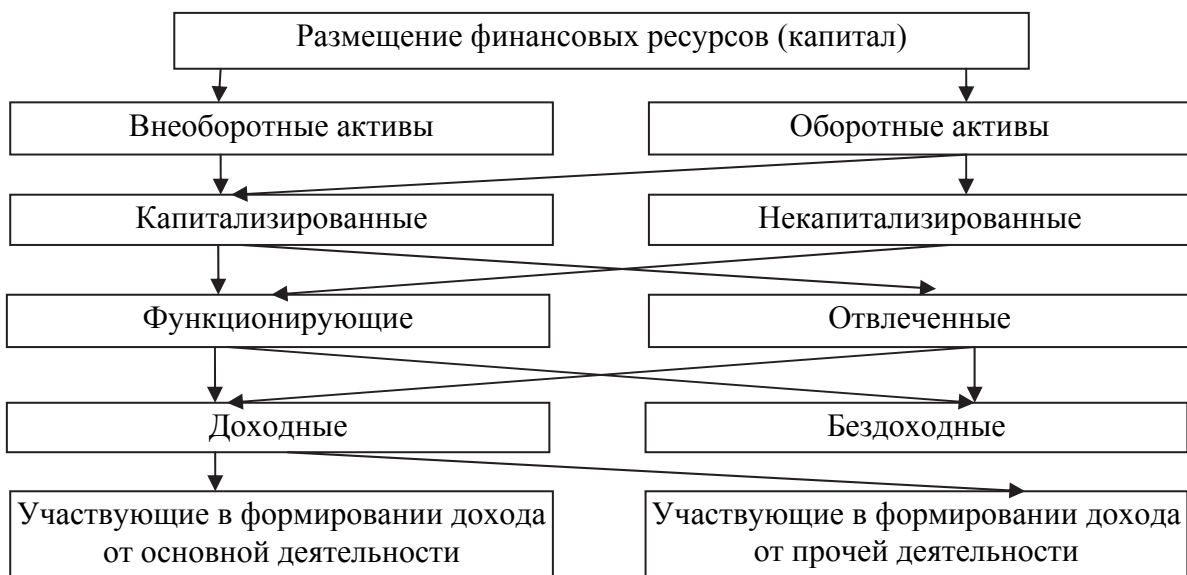 Размещение финансовых ресурсов (капитал)
Внеоборотные активы
Оборотные активы
Капитализированные
Некапитализированные
Функционирующие
Отвлеченные
Доходные
Бездоходные
Участвующие в формировании дохода
от основной деятельности
Участвующие в формировании дохода
от прочей деятельности